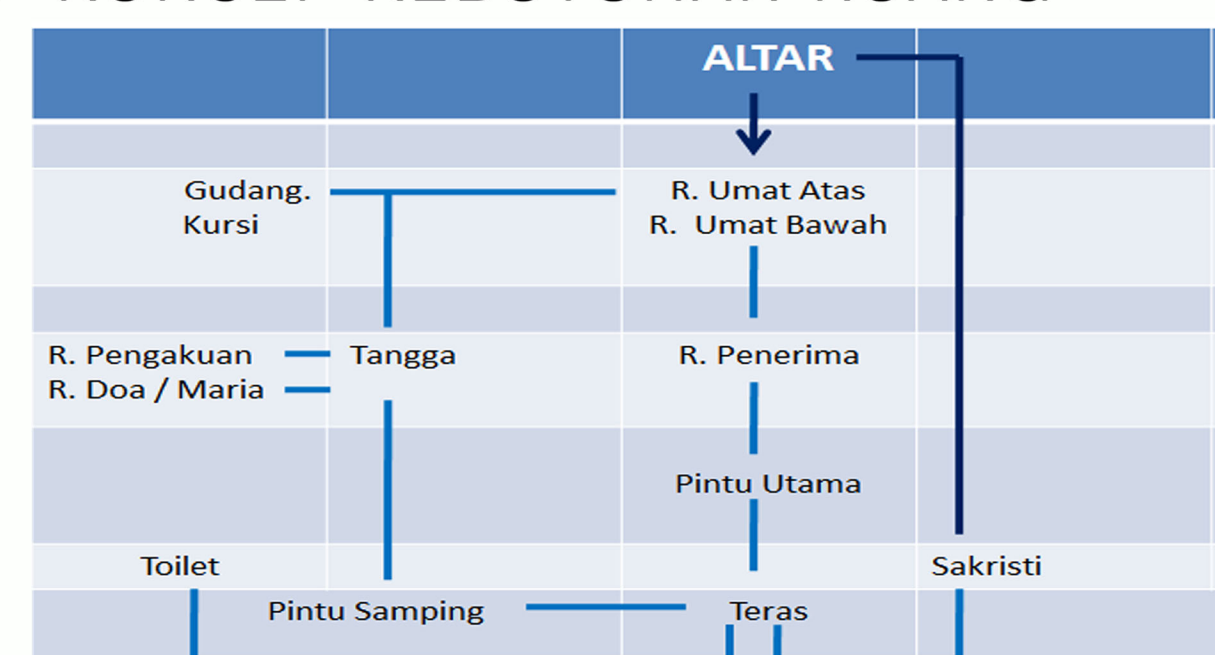 ALTAR
Gudang. R. Umat Atas
Kursi R. Umat Bawah
R. Pengakuan Tangga R. Penerima
R. Doa / Maria
Pintu Utama
Toilet Sakristi
Pintu Samping Teras